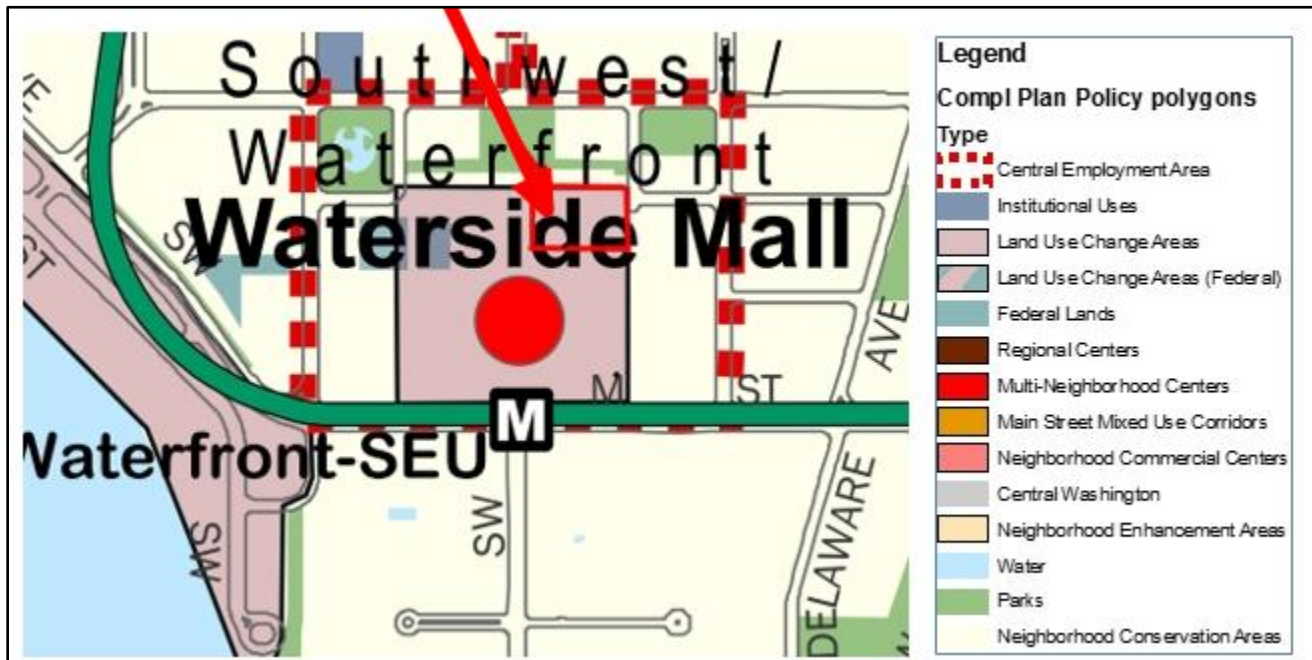 Southwest/
Waterfront
Waterside Mall
AVE
SW
ST
M
ST
AVE
M
Waterfront-SEU
SW
SW
DELAWARE
Legend
Compl Plan Policy polygons
Type
Central Employment Area
Institutional Uses
Land Use Change Areas
Land Use Change Areas (Federal)
Federal Lands
Regional Centers
Multi-Neighborhood Centers
Main Street Mixed Use Corridors
Neighborhood Commercial Centers
Central Washington
Neighborhood Enhancement Areas
Water
Parks
Neighborhood Conservation Areas